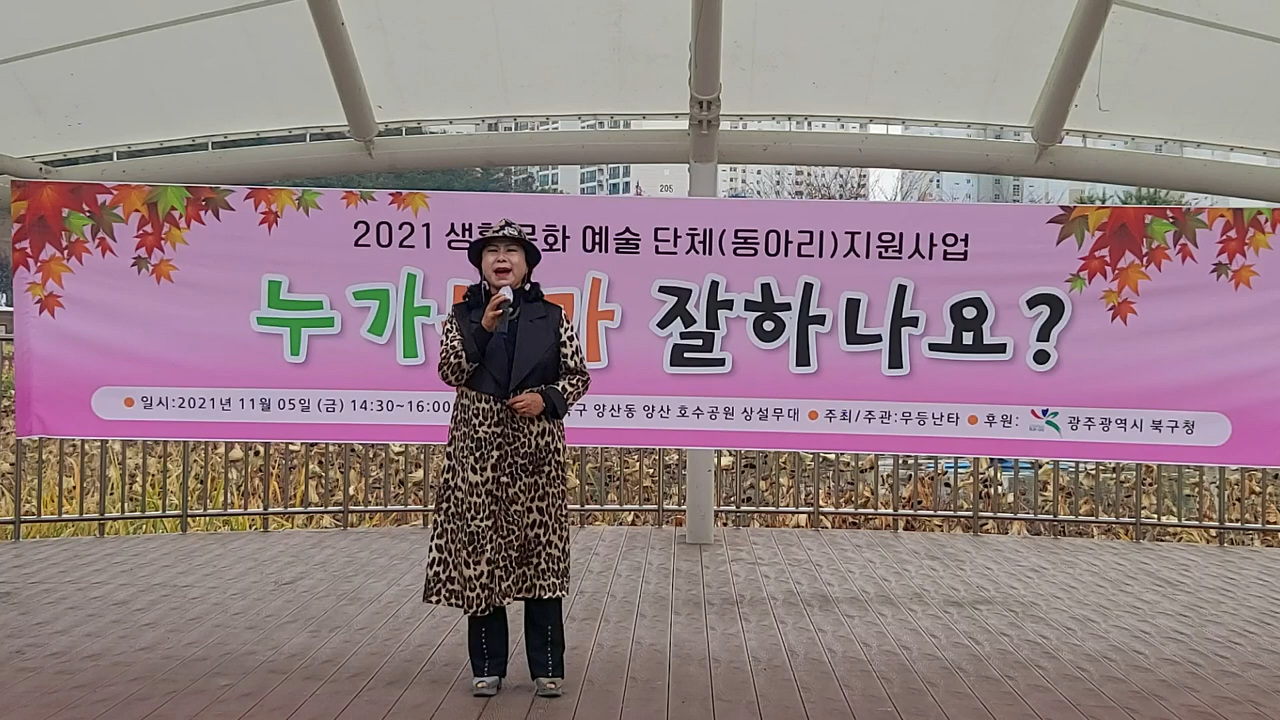 205
2021 생활문화 예술 단체(동아리)지원사업
누가 잘하나요?
일시:2021년 11월 05일 (금) 14:30~16:00 양산동 양산 호수공원 상설무대 주최/주관:무등난타 후원: 광주광역시 북구청